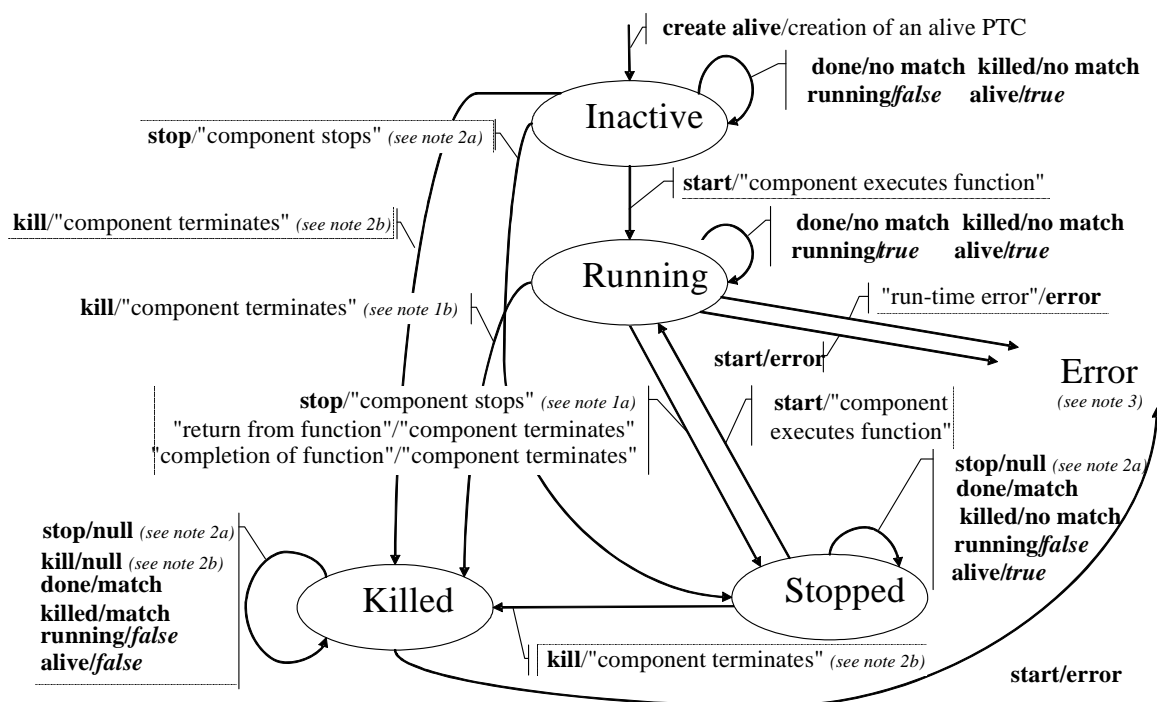 create alive/creation of an alive PTC
done/no match killed/no match
running/false alive/true
Inactive
stop/"component stops" (see note 2a)
start/"component executes function"
kill/"component terminates" (see note 2b)
done/no match killed/no match
running/true alive/true
Running
kill/"component terminates" (see note 1b)
"run-time error"/error
start/error
Error
(see note 3)
stop/"component stops" (see note 1a)
"return from function"/"component terminates"
"completion of function"/"component terminates"
start/"component
executes function"
stop/null (see note 2a)
done/match
killed/no match
running/false
alive/true
stop/null (see note 2a)
kill/null (see note 2b)
done/match
killed/match
running/false
alive/false
Killed
Stopped
kill/"component terminates" (see note 2b)
start/error